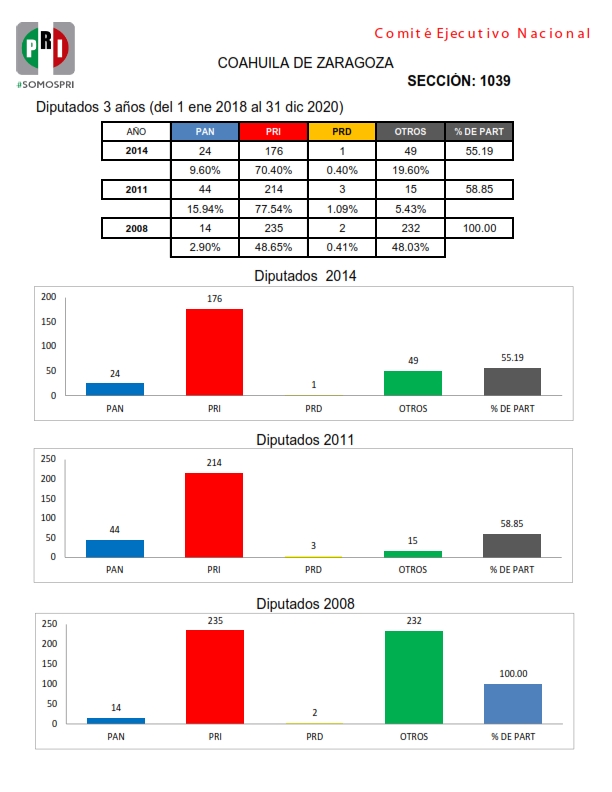 Comité Ejecutivo Nacional
PRI
#SOMOSPRI
COAHUILA DE ZARAGOZA
SECCIÓN: 1039
Diputados 3 años (del 1 ene 2018 al 31 dic 2020)
AÑO PAN PRI PRD OTROS % DE PART
2014 24 176 1 49 55.19
9.60% 70.40% 0.40% 19.60%
2011 44 214 3 15 58.85
15.94% 77.54% 1.09% 5.43%
2008 14 235 2 232 100.00
2.90% 48.65% 0.41% 48.03%
Diputados 2014
200
150
100
50
0
24 176 1 49 55.19
PAN PRI PRD OTROS % DE PART
Diputados 2011
250
200
150
100
50
0
44 214 3 15 58.85
PAN PRI PRD OTROS % DE PART
Diputados 2008
250
200
150
100
50
0
14 235 2 232 100.00
PAN PRI PRD OTROS % DE PART